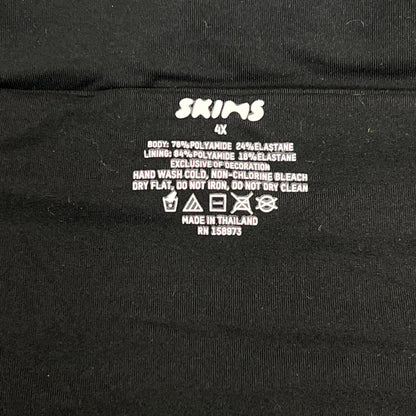 SKIMS
4X
BODY: 76% POLYAMIDE 24% ELASTANE
LINING: 84% POLYAMIDE 16% ELASTANE
EXCLUSIVE OF DECORATION
HAND WASH COLD, NON-CHLORINE BLEACH
DRY FLAT, DO NOT IRON, DO NOT DRY CLEAN
MADE IN THAILAND
RN 158973